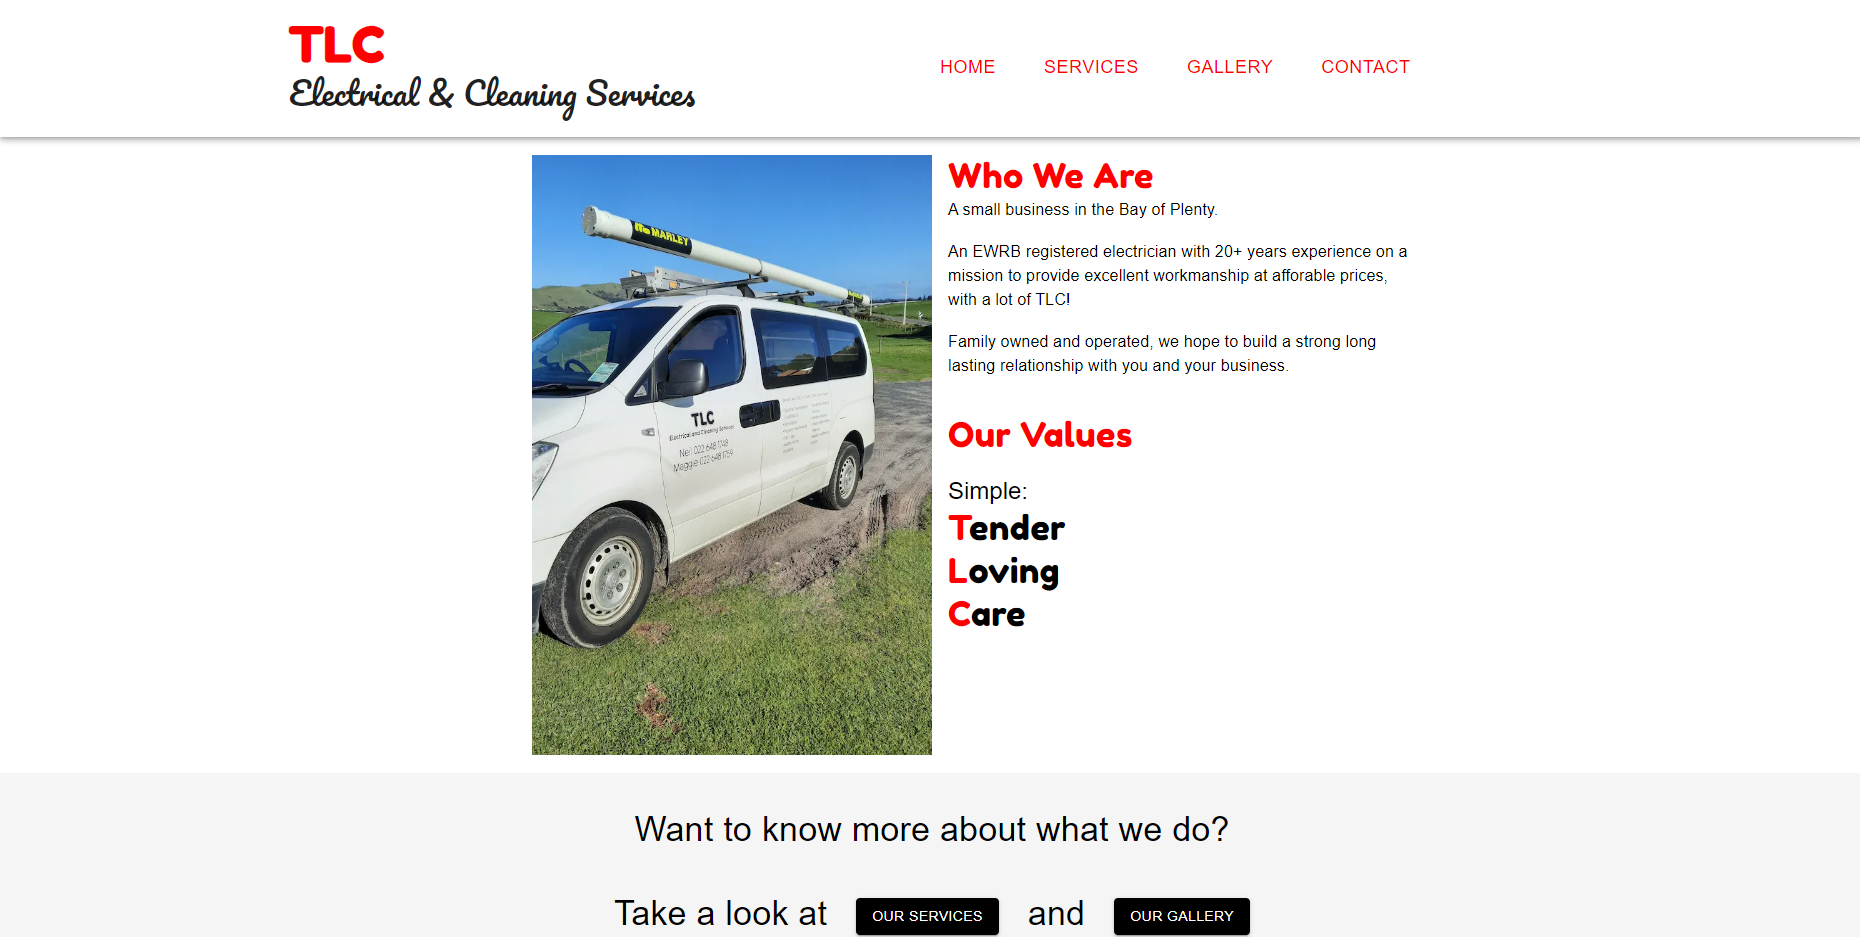 TLC
Electrical & Cleaning Services
HOME SERVICES GALLERY CONTACT
MARLEY
TLC
Electrical and Cleaning Services
Neil 022 648 1748
Maggie 022 648 1759
Who We Are
A small business in the Bay of Plenty.
An EWRB registered electrician with 20+ years experience on a
mission to provide excellent workmanship at afforable prices,
with a lot of TLC!
Family owned and operated, we hope to build a strong long
lasting relationship with you and your business.
Our Values
Simple:
Tender
Loving
Care
Want to know more about what we do?
Take a look at OUR SERVICES and OUR GALLERY